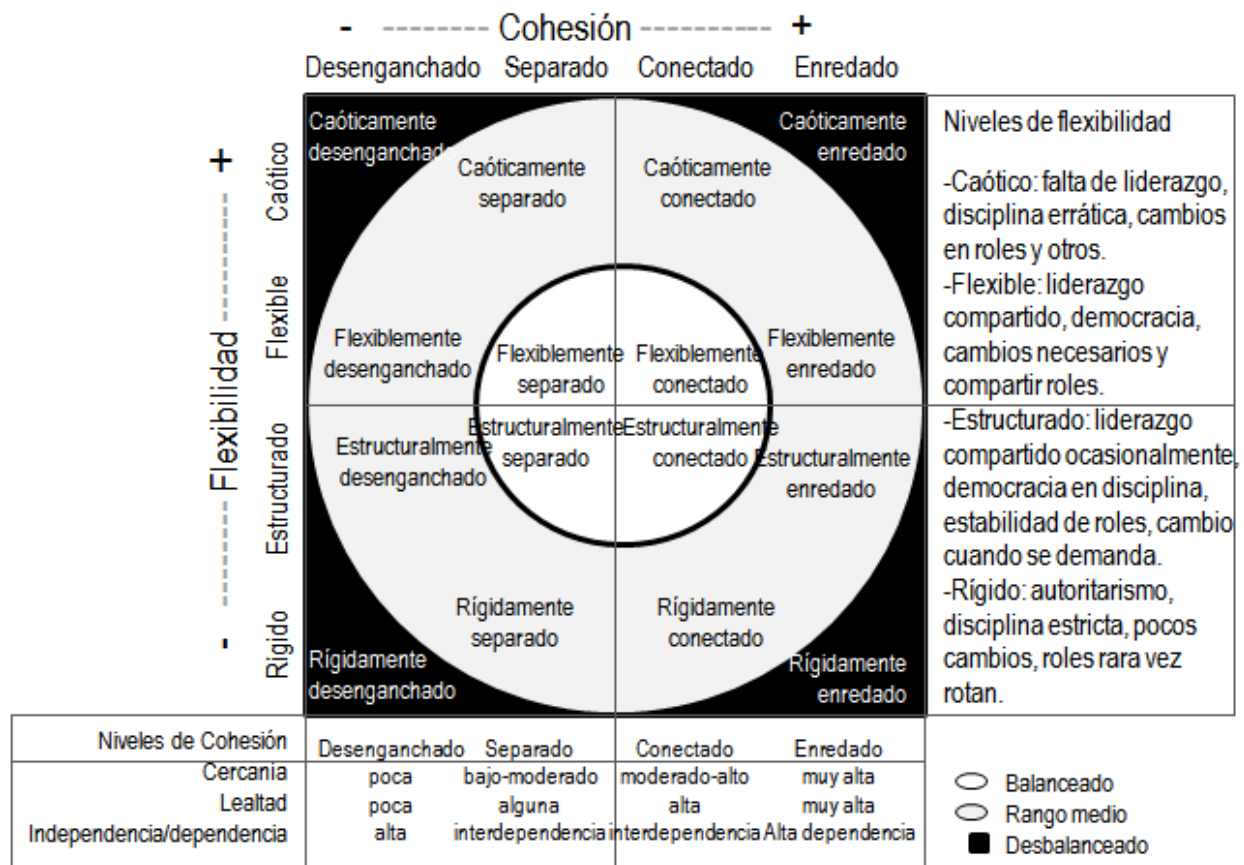 - -------- Cohesión ---------- +
Desenganchado Separado Conectado Enredado
+
--------- Flexibilidad ---------
-
Caótico
Flexible
Estructurado
Rígido
Caóticamente
desenganchado
Caóticamente
separado
Caóticamente
conectado
Caóticamente
enredado
Flexiblemente
desenganchado
Flexiblemente
separado
Flexiblemente
conectado
Flexiblemente
enredado
Estructuralmente
desenganchado
Estructuralmente
separado
Estructuralmente
conectado
Estructuralmente
enredado
Rígidamente
desenganchado
Rígidamente
separado
Rígidamente
conectado
Rígidamente
enredado
Niveles de flexibilidad
-Caótico: falta de liderazgo,
disciplina errática, cambios
en roles y otros.
-Flexible: liderazgo
compartido, democracia,
cambios necesarios y
compartir roles.
-Estructurado: liderazgo
compartido ocasionalmente,
democracia en disciplina,
estabilidad de roles, cambio
cuando se demanda.
-Rígido: autoritarismo,
disciplina estricta, pocos
cambios, roles rara vez
rotan.
Niveles de Cohesión Desenganchado Separado Conectado Enredado
Cercania poca bajo-moderado moderado-alto muy alta
Lealtad poca alguna alta muy alta
Independencia/dependencia alta interdependencia interdependencia Alta dependencia
Balanceado
Rango medio
Desbalanceado